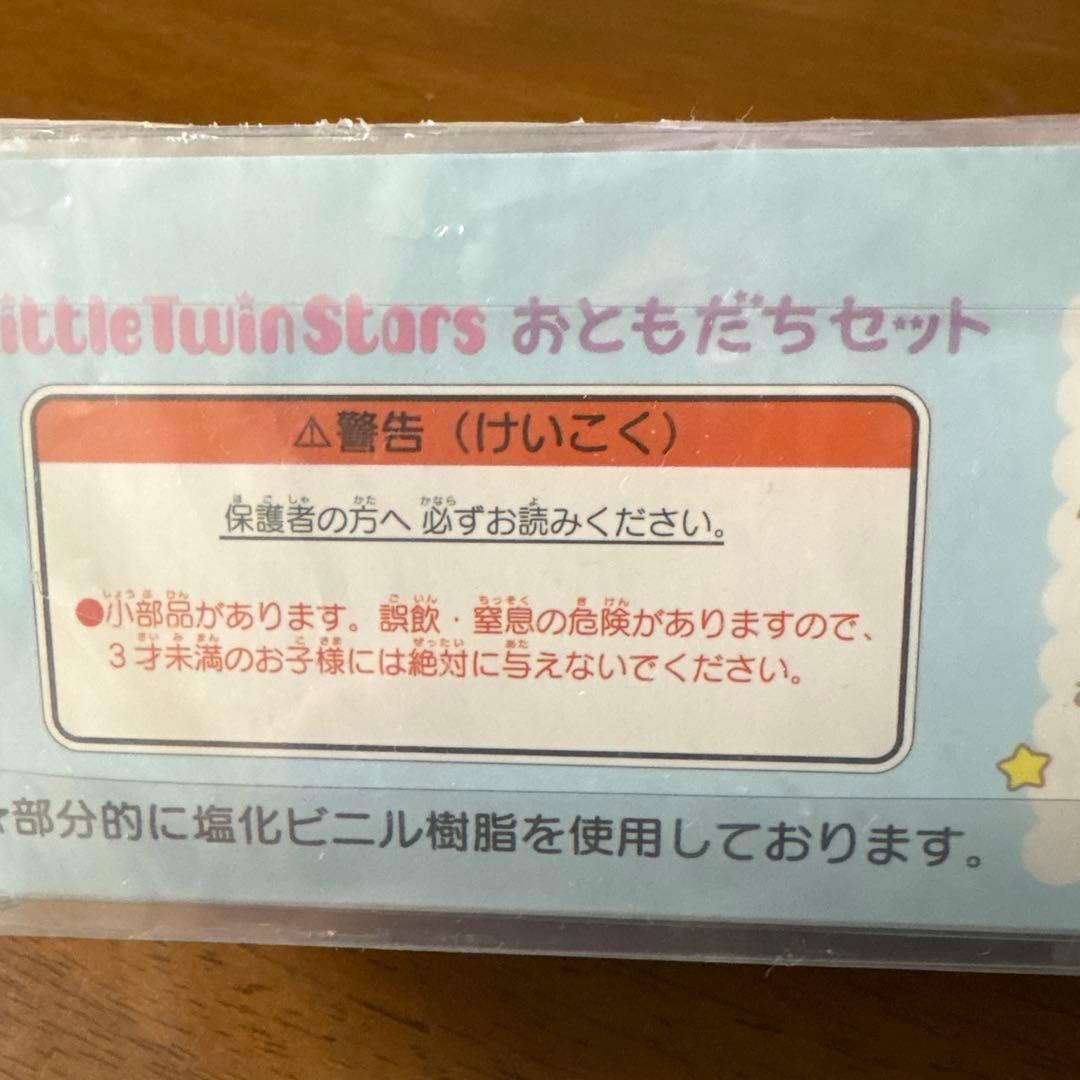 ittleTwinStars おともだちセット
⚠警告（けいこく）
保護者の方へ 必ずお読みください。
●小部品があります。誤飲・窒息の危険がありますので、
3才未満のお子様には絶対に与えないでください。
部分的に塩化ビニル樹脂を使用しております。